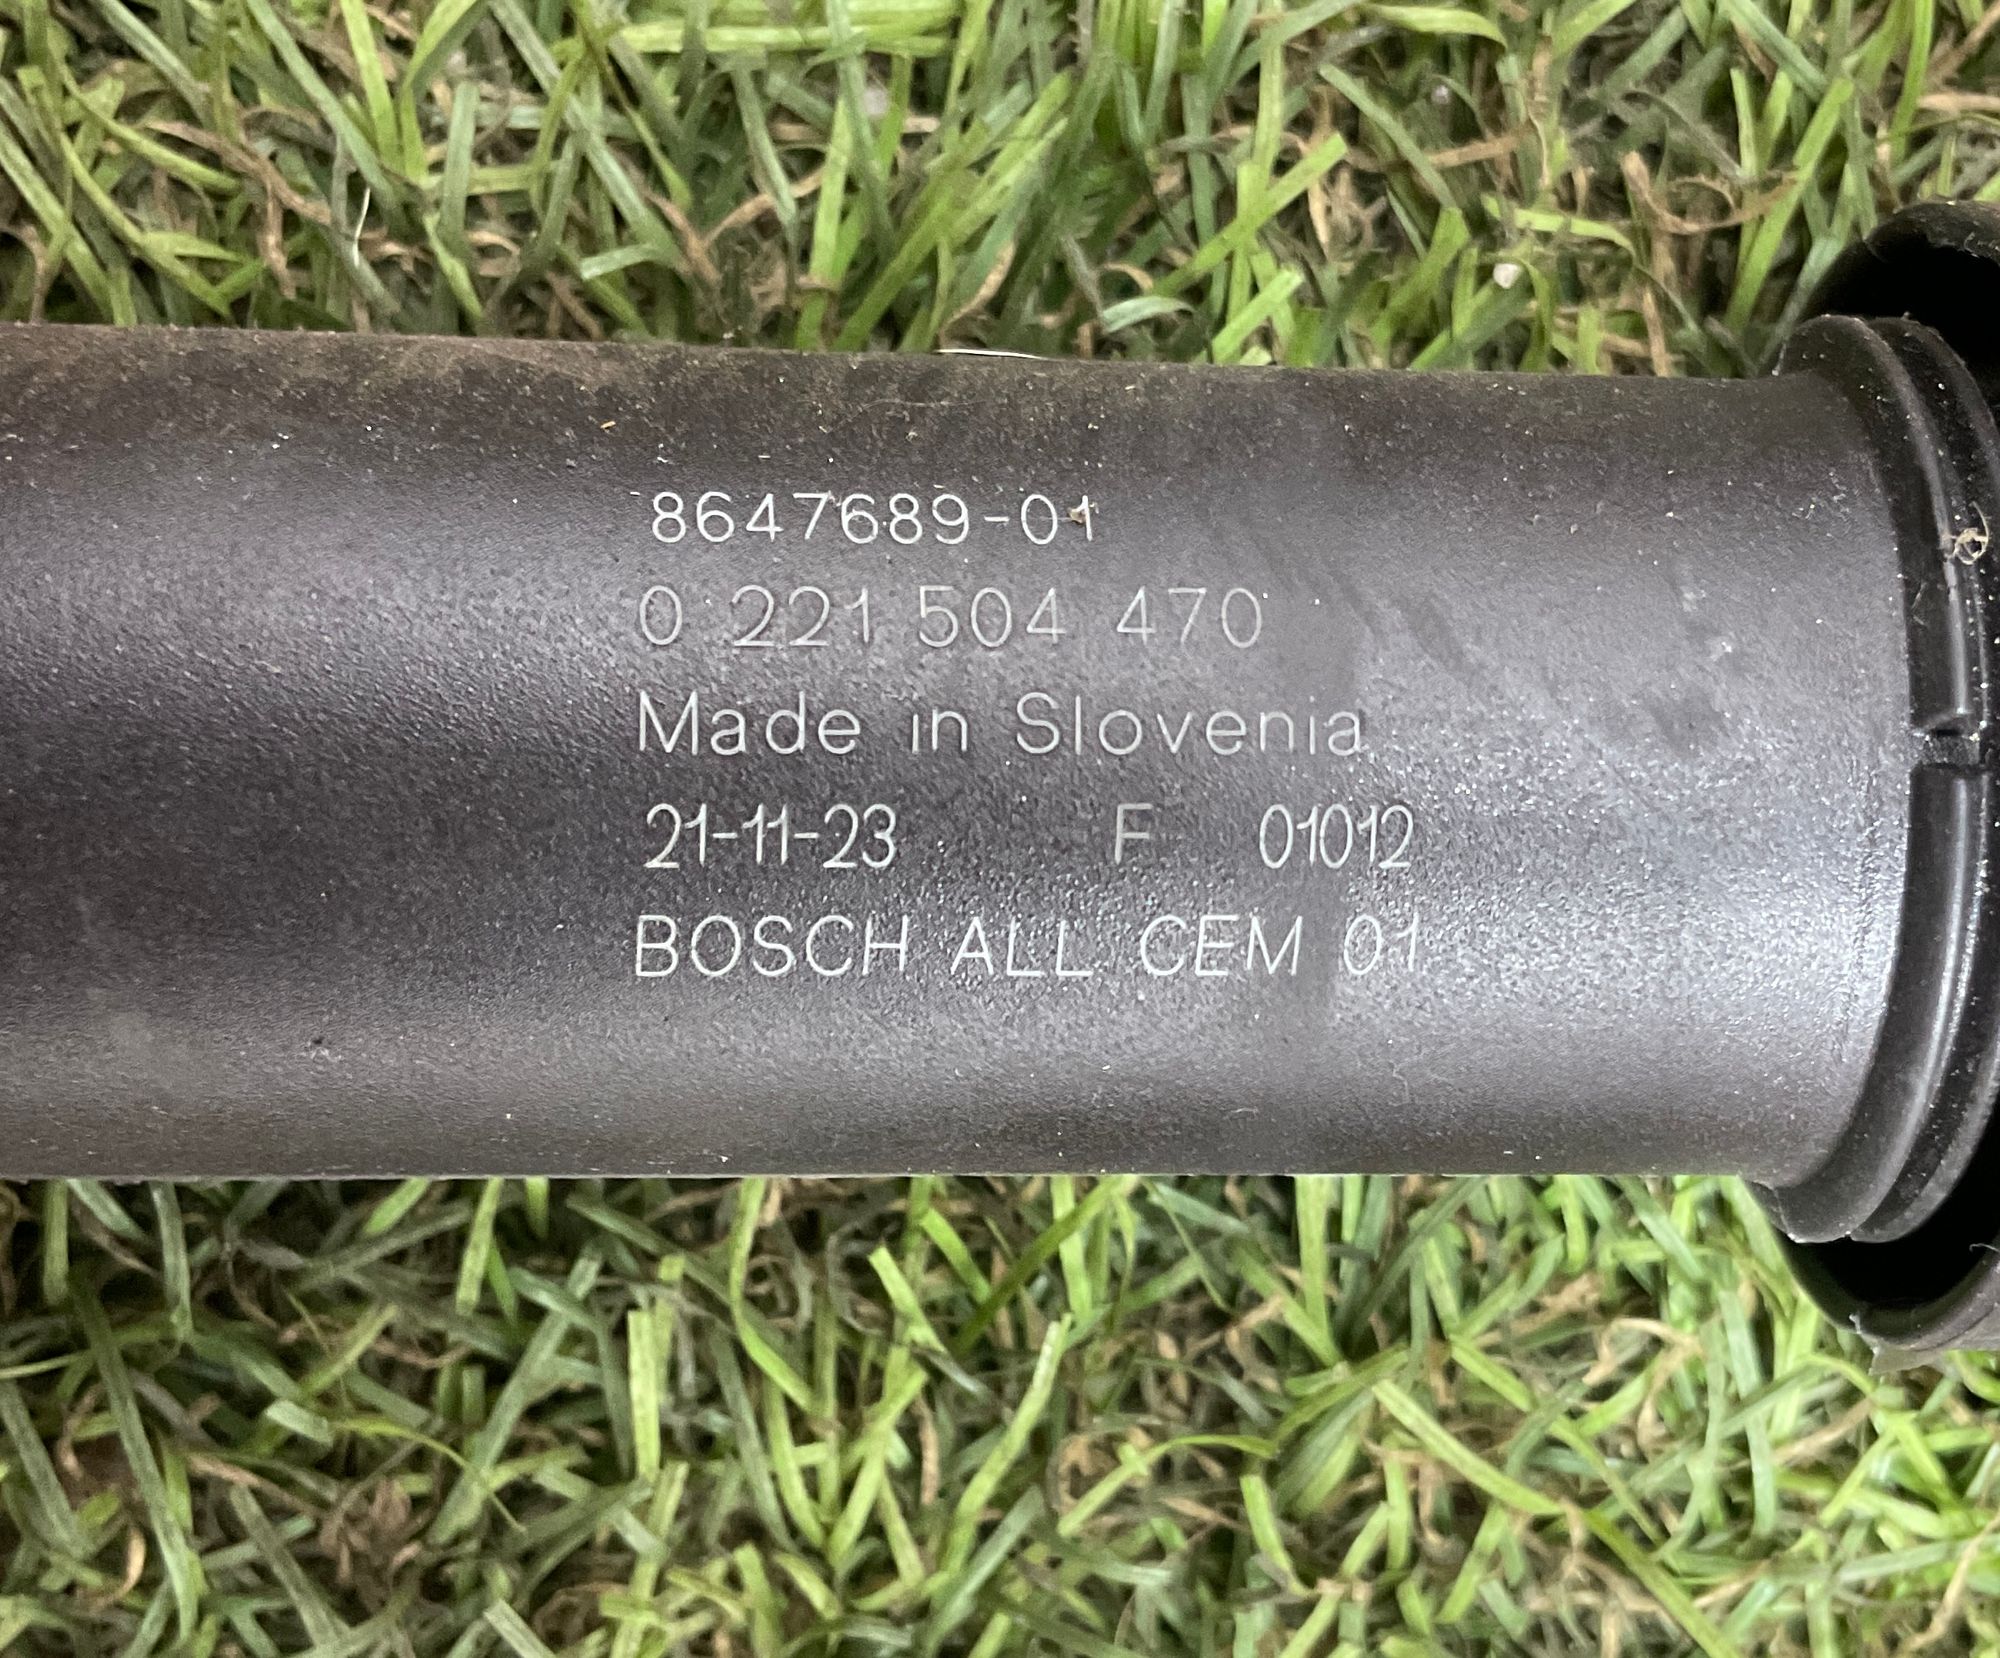 8647689-01
0 221 504 470
Made in Slovenia
21-11-23 F 01012
BOSCH ALL CEM 01